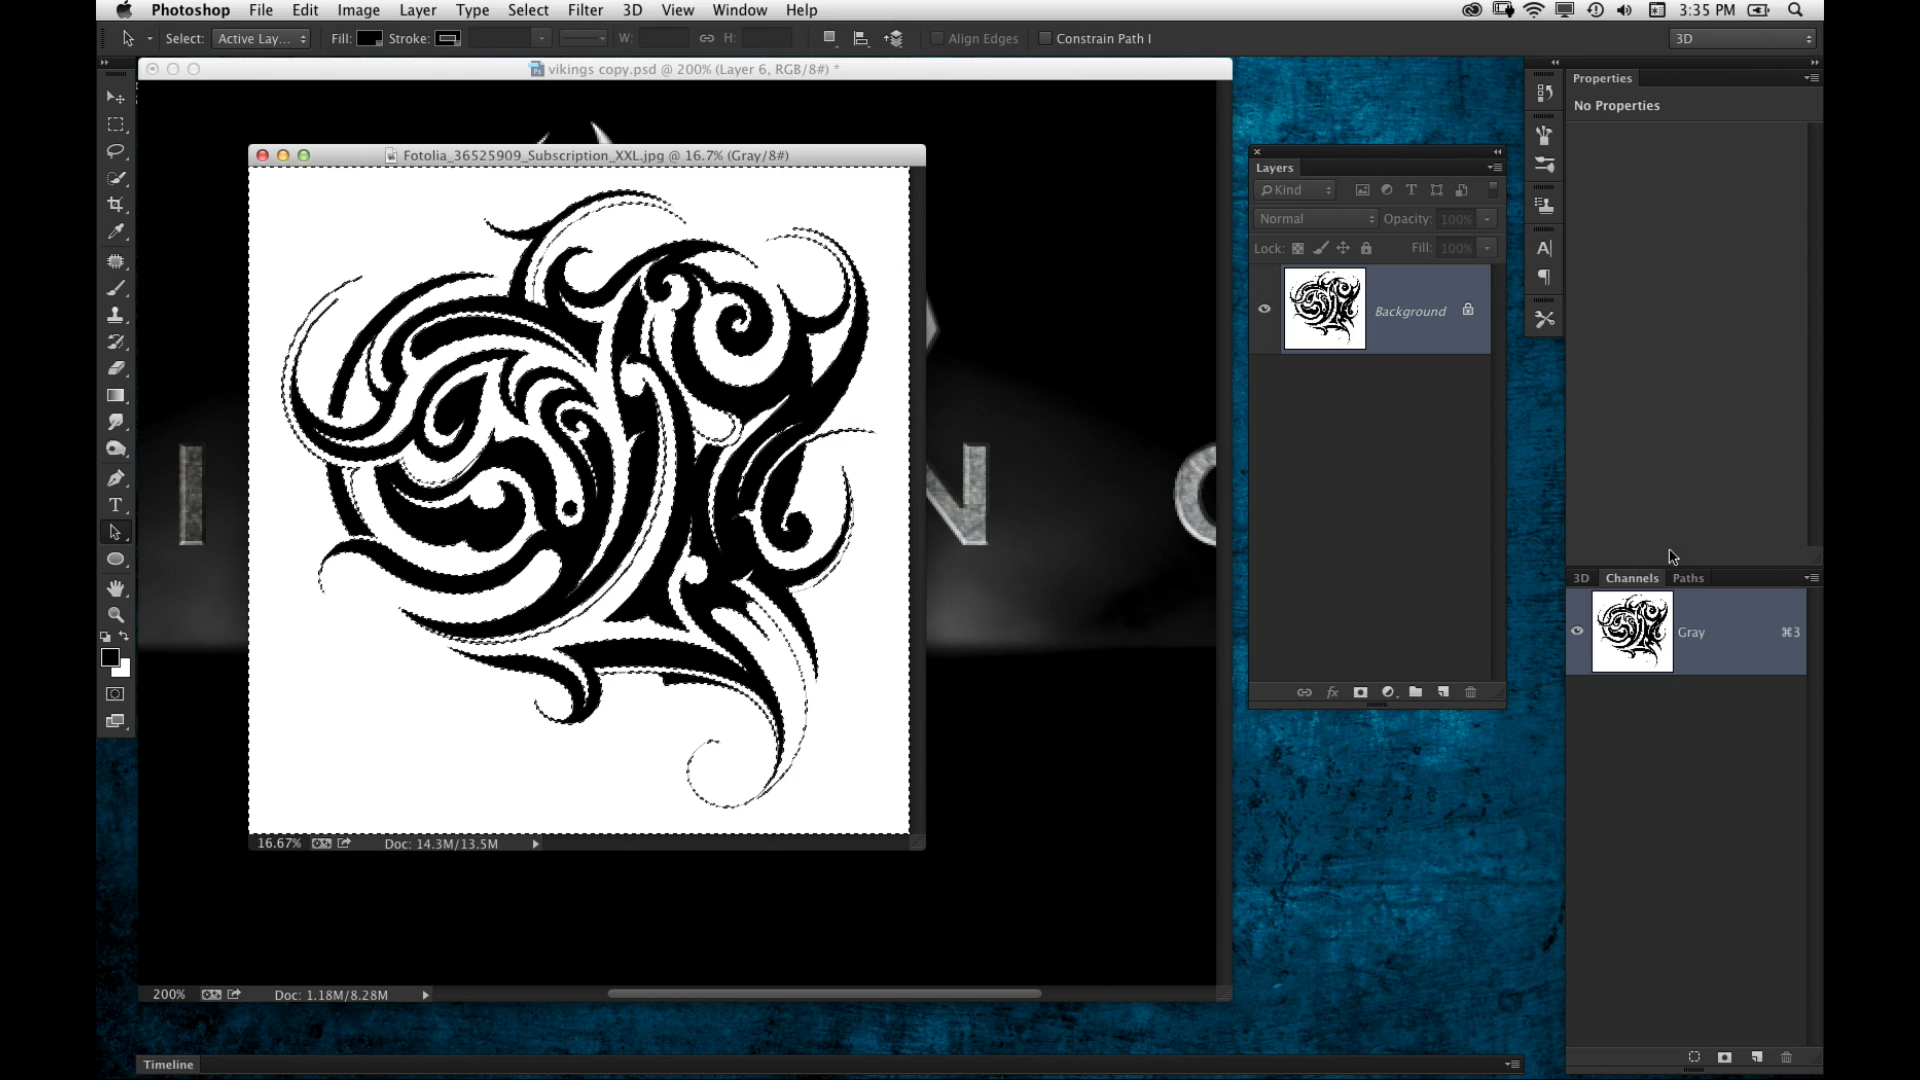 Photoshop File Edit Image Layer Type Select Filter 3D View Window Help 3:35 PM
Select: Active Lay... Fill: Stroke: W: H: Align Edges Constrain Path I 3D
vikings copy.psd @ 200% (Layer 6, RGB/8#) *
Properties
No Properties
Fotolia_36525909_Subscription_XXL.jpg @ 16.7% (Gray/8#)
Layers
Kind
Normal Opacity: 100%
Lock: Fill: 100%
Background
I N C
3D Channels Paths
Gray ⌘3
16.67% Doc: 14.3M/13.5M
200% Doc: 1.18M/8.28M
Timeline